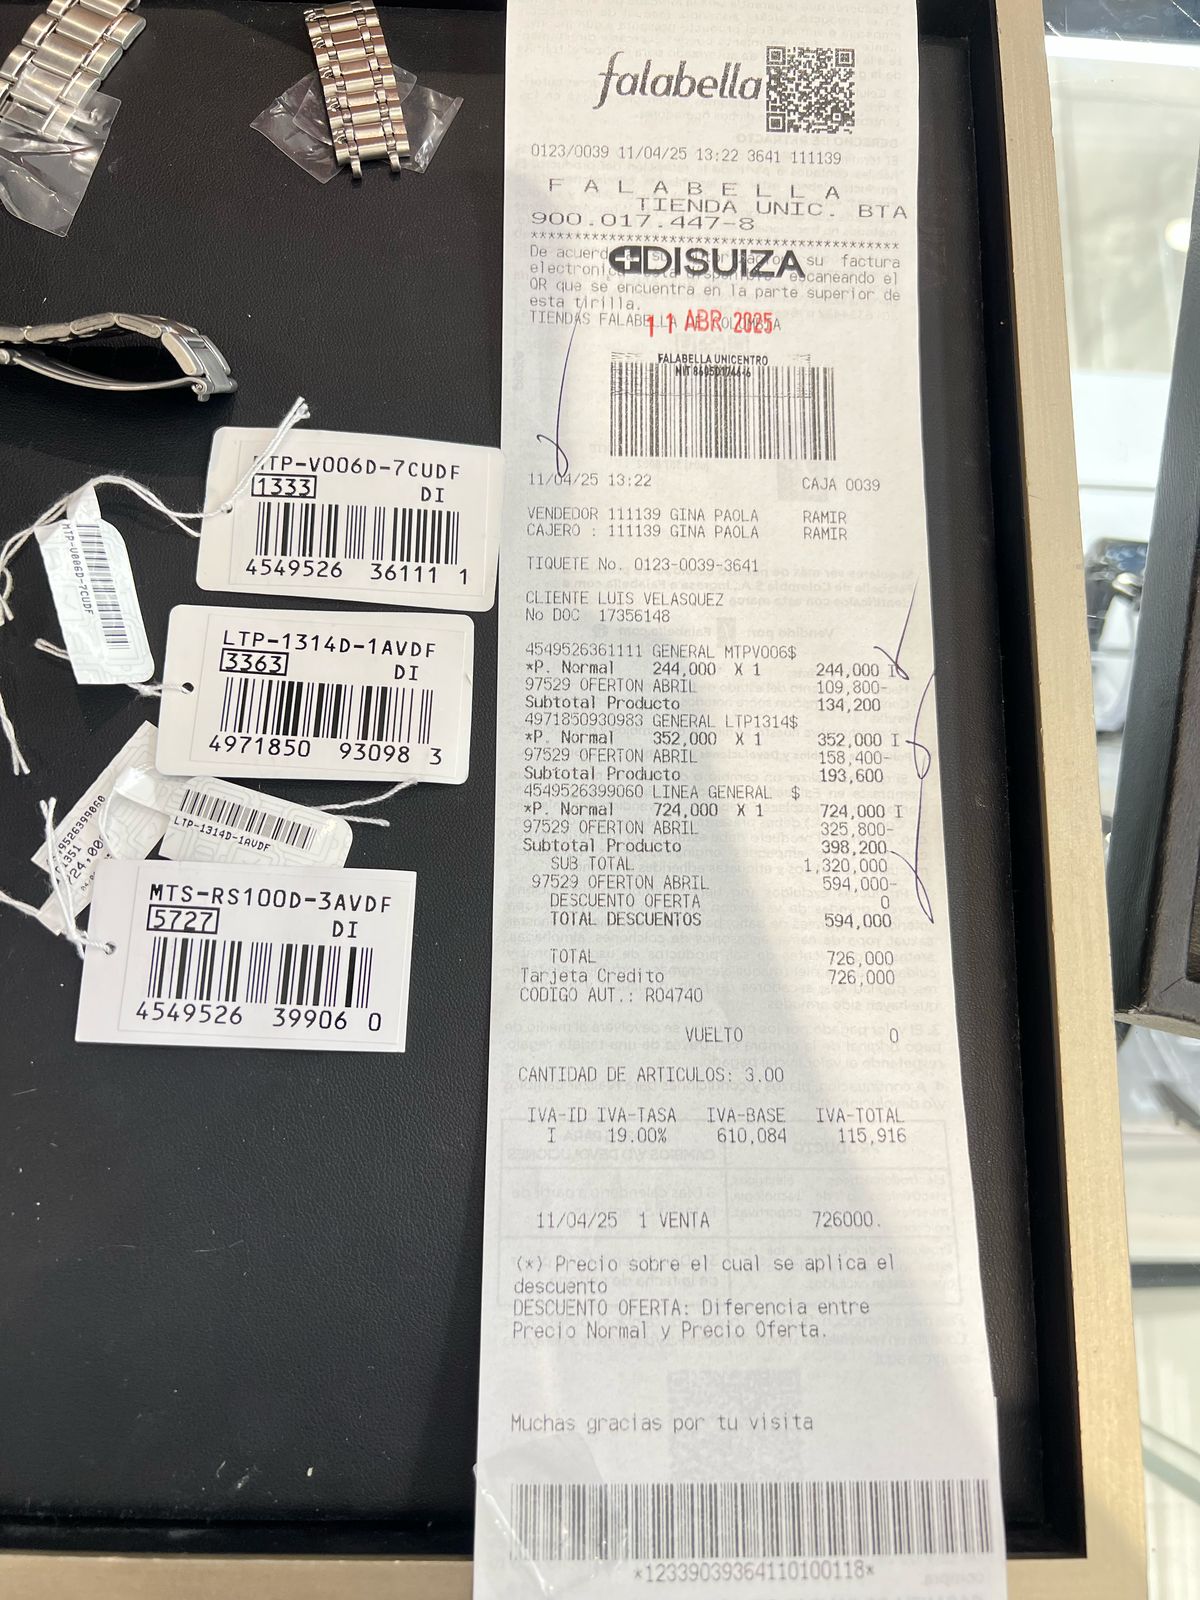 falabella
0123/0039 11/04/25 13:22 3641 111139
F A L A B E L L A
TIENDA UNIC. BTA
900.017.447-8
****************************************
De acuerd su factura
DISUIZA
electronic escaneando el
QR que se encuentra en la parte superior de
esta tirilla.
TIENDAS FALABELLA DE COLOMBIA
11 ABR 2025
FALABELLA UNICENTRO
11/04/25 13:22 CAJA 0039
VENDEDOR 111139 GINA PAOLA RAMIR
CAJERO : 111139 GINA PAOLA RAMIR
TIQUETE No. 0123-0039-3641
CLIENTE LUIS VELASQUEZ
No DOC 17356148
4549526361111 GENERAL MTPV006$
*P. Normal 244,000 X 1 244,000 I
97529 OFERTON ABRIL 109,800-
Subtotal Producto 134,200
4971850930983 GENERAL LTP1314$
*P. Normal 352,000 X 1 352,000 I
97529 OFERTON ABRIL 158,400-
Subtotal Producto 193,600
4549526399060 LINEA GENERAL $
*P. Normal 724,000 X 1 724,000 I
97529 OFERTON ABRIL 325,800-
Subtotal Producto 398,200
SUB TOTAL 1,320,000
97529 OFERTON ABRIL 594,000-
DESCUENTO OFERTA 0
TOTAL DESCUENTOS 594,000
TOTAL 726,000
Tarjeta Credito 726,000
CODIGO AUT.: R04740
VUELTO 0
CANTIDAD DE ARTICULOS: 3.00
IVA-ID IVA-TASA IVA-BASE IVA-TOTAL
I 19.00% 610,084 115,916
11/04/25 1 VENTA 726000.
(*) Precio sobre el cual se aplica el
descuento
DESCUENTO OFERTA: Diferencia entre
Precio Normal y Precio Oferta.
Muchas gracias por tu visita
*12339039364110100118*
MTP-V006D-7CUDF
1333 DI
4549526 36111 1
MTP-V006D-7CUDF
LTP-1314D-1AVDF
3363 DI
4971850 93098 3
LTP-1314D-1AVDF
MTS-RS100D-3AVDF
5727 DI
4549526 39906 0